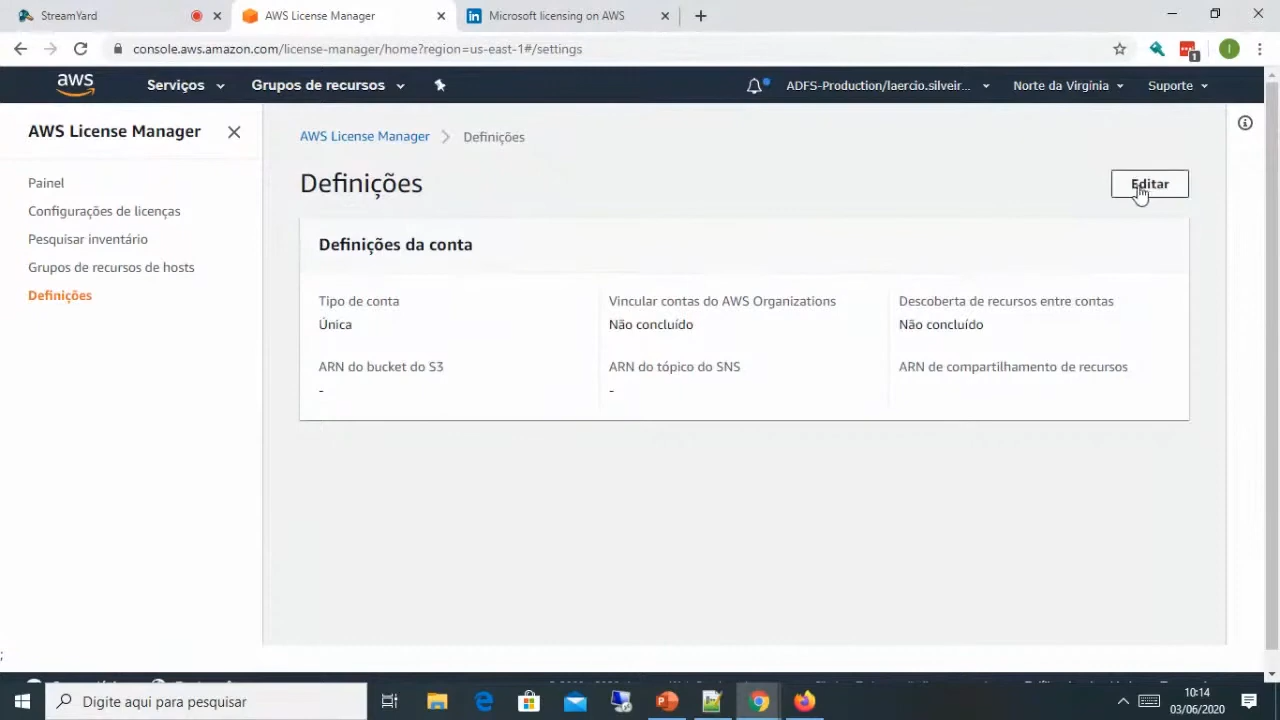 StreamYard
AWS License Manager
Microsoft licensing on AWS
console.aws.amazon.com/license-manager/home?region=us-east-1#/settings
1
I
aws
Serviços
Grupos de recursos
ADFS-Production/laercio.silveir...
Norte da Virgínia
Suporte
AWS License Manager
Painel
Configurações de licenças
Pesquisar inventário
Grupos de recursos de hosts
Definições
AWS License Manager
Definições
Definições
Editar
Definições da conta
Tipo de conta
Única
Vincular contas do AWS Organizations
Não concluído
Descoberta de recursos entre contas
Não concluído
ARN do bucket do S3
-
ARN do tópico do SNS
-
ARN de compartilhamento de recursos
;
Digite aqui para pesquisar
10:14
03/06/2020